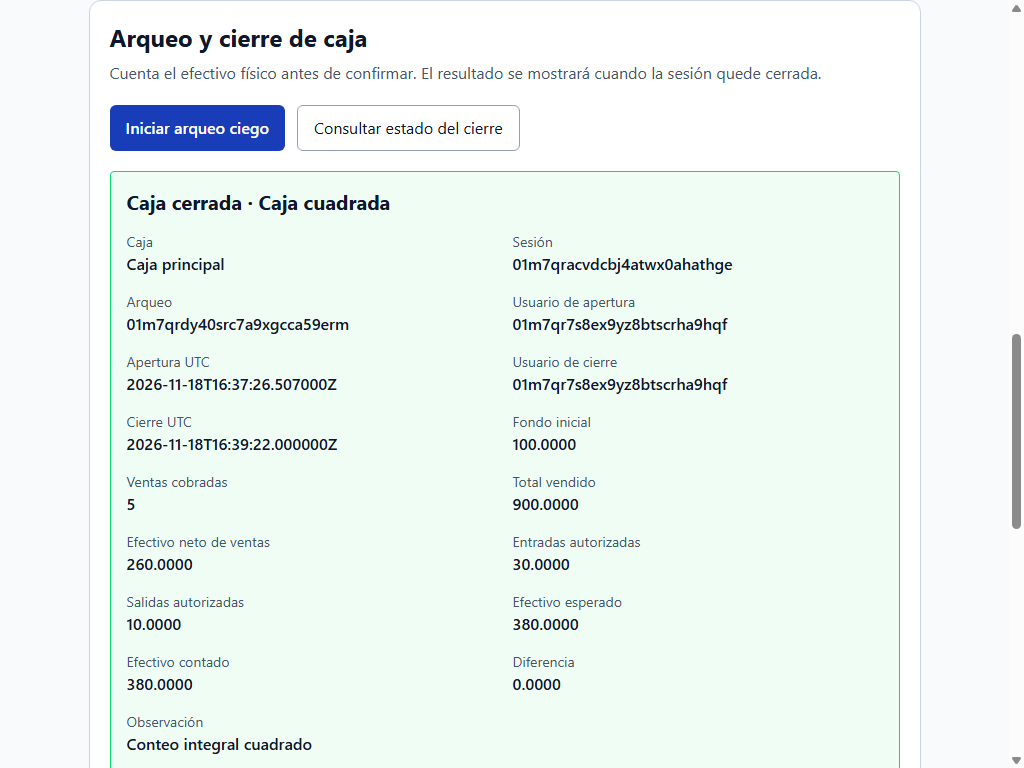 Arqueo y cierre de caja
Cuenta el efectivo físico antes de confirmar. El resultado se mostrará cuando la sesión quede cerrada.
Iniciar arqueo ciego
Consultar estado del cierre
Caja cerrada · Caja cuadrada
Caja
Caja principal
Sesión
01m7qracvdcbj4atwx0ahathge
Arqueo
01m7qrdy40src7a9xgcca59erm
Usuario de apertura
01m7qr7s8ex9yz8btscrha9hqf
Apertura UTC
2026-11-18T16:37:26.507000Z
Usuario de cierre
01m7qr7s8ex9yz8btscrha9hqf
Cierre UTC
2026-11-18T16:39:22.000000Z
Fondo inicial
100.0000
Ventas cobradas
5
Total vendido
900.0000
Efectivo neto de ventas
260.0000
Entradas autorizadas
30.0000
Salidas autorizadas
10.0000
Efectivo esperado
380.0000
Efectivo contado
380.0000
Diferencia
0.0000
Observación
Conteo integral cuadrado